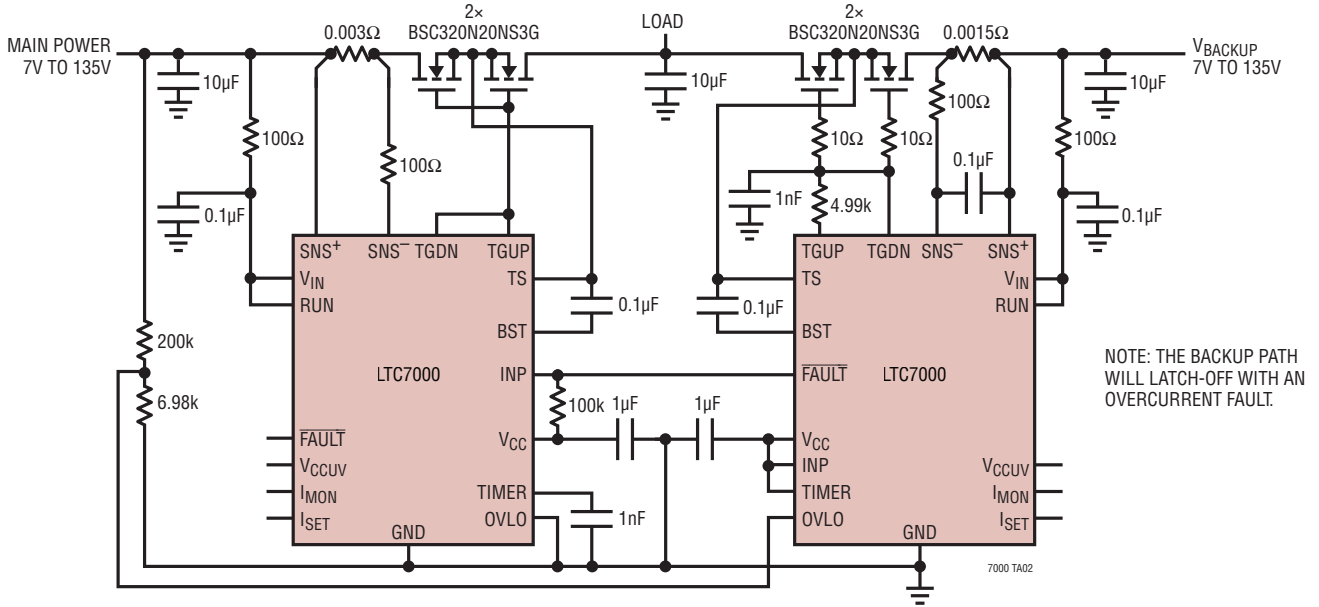 MAIN POWER
7V TO 135V
0.003Ω
2×
BSC320N20NS3G
LOAD
2×
BSC320N20NS3G
0.0015Ω
VBACKUP
7V TO 135V
10µF
10µF
10µF
100Ω
100Ω
10Ω
10Ω
100Ω
100Ω
0.1µF
0.1µF
1nF
4.99k
0.1µF
SNS+
SNS–
TGDN
TGUP
VIN
RUN
TS
BST
0.1µF
LTC7000
INP
FAULT
VCCUV
IMON
ISET
VCC
TIMER
OVLO
GND
200k
6.98k
100k
1µF
1µF
1nF
TGUP
TGDN
SNS–
SNS+
TS
BST
0.1µF
VIN
RUN
FAULT
LTC7000
VCC
INP
TIMER
OVLO
VCCUV
IMON
ISET
GND
NOTE: THE BACKUP PATH
WILL LATCH-OFF WITH AN
OVERCURRENT FAULT.
7000 TA02